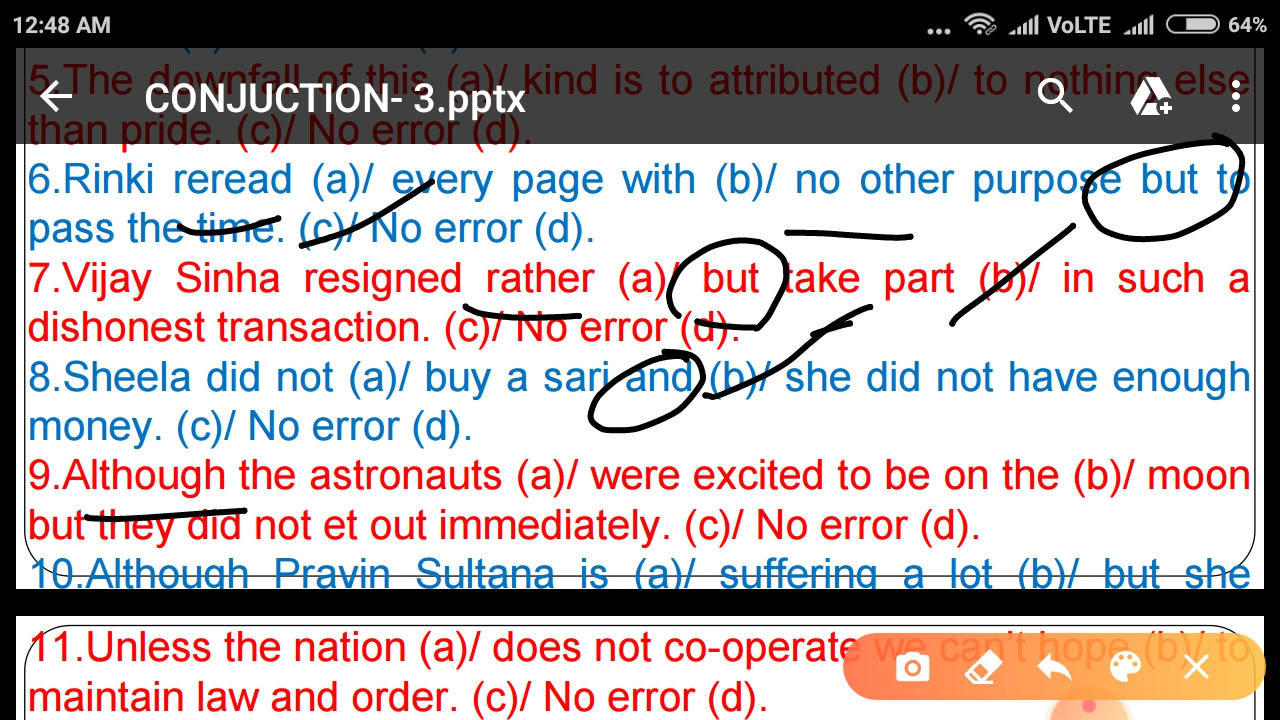 12:48 AM
VoLTE
64%
5.The downfall of this (a)/ kind is to attributed (b)/ to nothing else
CONJUCTION- 3.pptx
than pride. (c)/ No error (d).
6.Rinki reread (a)/ every page with (b)/ no other purpose but to
pass the time. (c)/ No error (d).
7.Vijay Sinha resigned rather (a)/ but take part (b)/ in such a
dishonest transaction. (c)/ No error (d).
8.Sheela did not (a)/ buy a sari and (b)/ she did not have enough
money. (c)/ No error (d).
9.Although the astronauts (a)/ were excited to be on the (b)/ moon
but they did not et out immediately. (c)/ No error (d).
10.Although Pravin Sultana is (a)/ suffering a lot (b)/ but she
11.Unless the nation (a)/ does not co-operate we can't hope (b)/ to
maintain law and order. (c)/ No error (d).